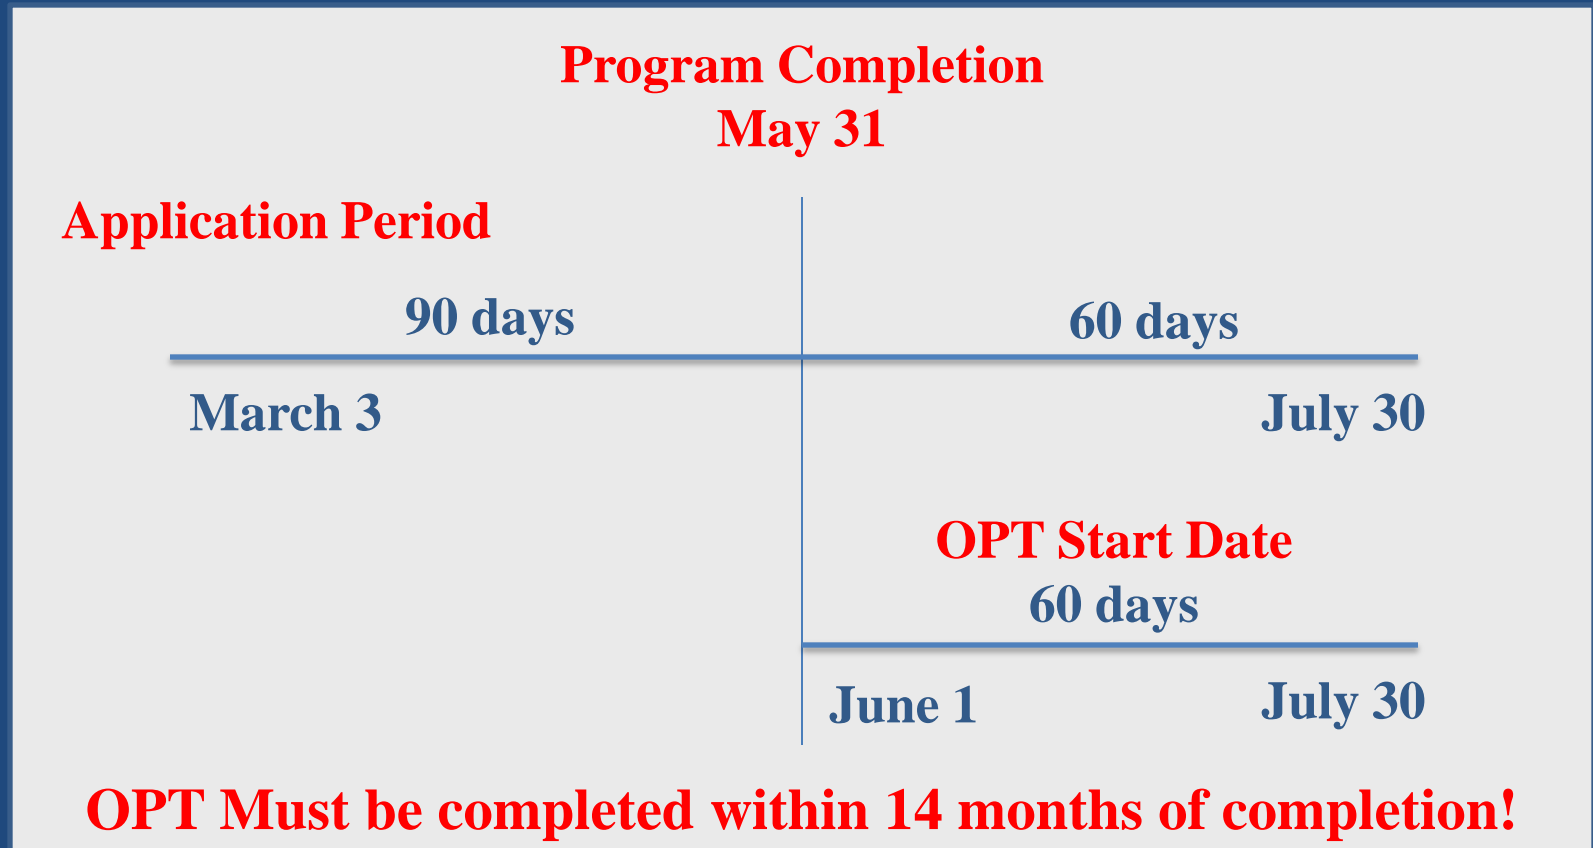 Program Completion
May 31
Application Period
90 days
60 days
March 3
July 30
OPT Start Date
60 days
June 1
July 30
OPT Must be completed within 14 months of completion!